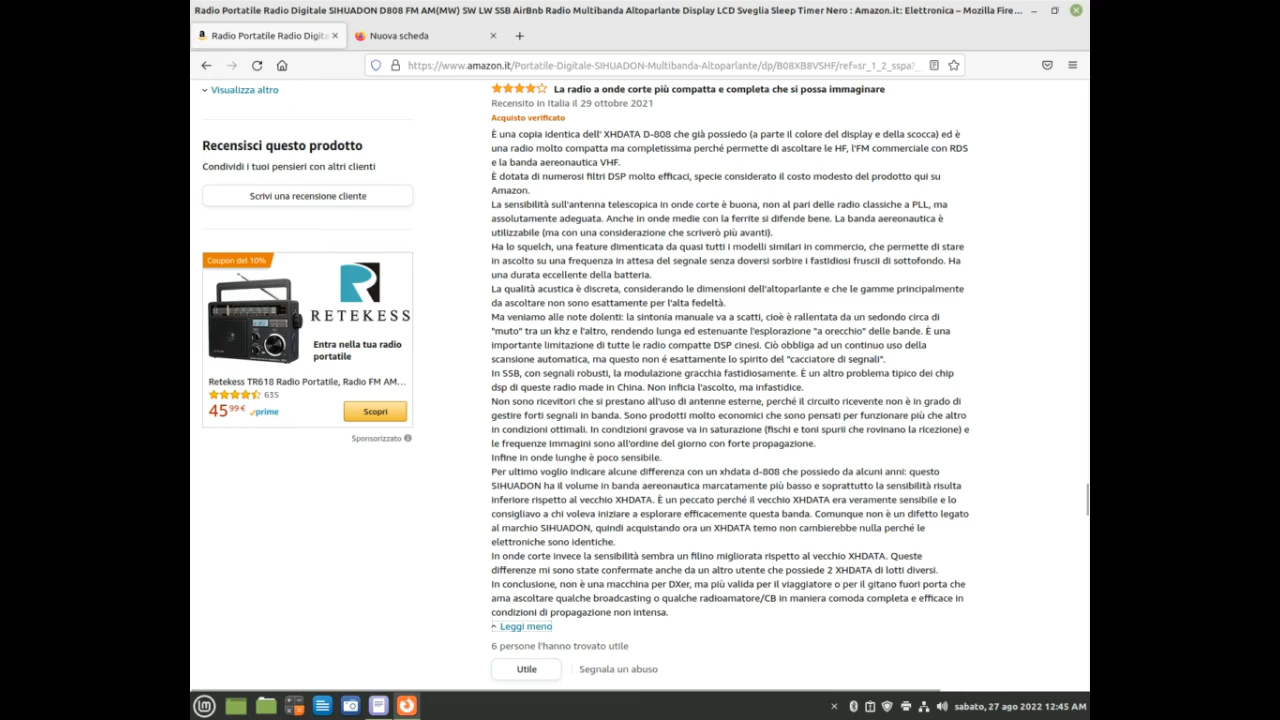 Radio Portatile Radio Digitale SIHUADON D808 FM AM(MW) SW LW SSB AirBnb Radio Multibanda Altoparlante Display LCD Sveglia Sleep Timer Nero : Amazon.it: Elettronica – Mozilla Fire…
Radio Portatile Radio Digita
Nuova scheda
https://www.amazon.it/Portatile-Digitale-SIHUADON-Multibanda-Altoparlante/dp/B08XB8VSHF/ref=sr_1_2_sspa?_
Visualizza altro
Recensisci questo prodotto
Condividi i tuoi pensieri con altri clienti
Scrivi una recensione cliente
Coupon del 10%
RETEKESS
Entra nella tua radio
portatile
Retekess TR618 Radio Portatile, Radio FM AM…
635
45,99 € prime
Scopri
Sponsorizzato
La radio a onde corte più compatta e completa che si possa immaginare
Recensito in Italia il 29 ottobre 2021
Acquisto verificato
È una copia identica dell' XHDATA D-808 che già possiedo (a parte il colore del display e della scocca) ed è
una radio molto compatta ma completissima perché permette di ascoltare le HF, l'FM commerciale con RDS
e la banda aereonautica VHF.
È dotata di numerosi filtri DSP molto efficaci, specie considerato il costo modesto del prodotto qui su
Amazon.
La sensibilità sull'antenna telescopica in onde corte è buona, non al pari delle radio classiche a PLL, ma
assolutamente adeguata. Anche in onde medie con la ferrite si difende bene. La banda aereonautica è
utilizzabile (ma con una considerazione che scriverò più avanti).
Ha lo squelch, una feature dimenticata da quasi tutti i modelli similari in commercio, che permette di stare
in ascolto su una frequenza in attesa del segnale senza doversi sorbire i fastidiosi fruscii di sottofondo. Ha
una durata eccellente della batteria.
La qualità acustica è discreta, considerando le dimensioni dell'altoparlante e che le gamme principalmente
da ascoltare non sono esattamente per l'alta fedeltà.
Ma veniamo alle note dolenti: la sintonia manuale va a scatti, cioè è rallentata da un sedondo circa di
"muto" tra un khz e l'altro, rendendo lunga ed estenuante l'esplorazione "a orecchio" delle bande. È una
importante limitazione di tutte le radio compatte DSP cinesi. Ciò obbliga ad un continuo uso della
scansione automatica, ma questo non é esattamente lo spirito del "cacciatore di segnali".
In SSB, con segnali robusti, la modulazione gracchia fastidiosamente. È un altro problema tipico dei chip
dsp di queste radio made in China. Non inficia l'ascolto, ma infastidice.
Non sono ricevitori che si prestano all'uso di antenne esterne, perché il circuito ricevente non è in grado di
gestire forti segnali in banda. Sono prodotti molto economici che sono pensati per funzionare più che altro
in condizioni ottimali. In condizioni gravose va in saturazione (fischi e toni spurii che rovinano la ricezione) e
le frequenze immagini sono all'ordine del giorno con forte propagazione.
Infine in onde lunghe è poco sensibile.
Per ultimo voglio indicare alcune differenza con un xhdata d-808 che possiedo da alcuni anni: questo
SIHUADON ha il volume in banda aereonautica marcatamente più basso e soprattutto la sensibilità risulta
inferiore rispetto al vecchio XHDATA. È un peccato perché il vecchio XHDATA era veramente sensibile e lo
consigliavo a chi voleva iniziare a esplorare efficacemente questa banda. Comunque non è un difetto legato
al marchio SIHUADON, quindi acquistando ora un XHDATA temo non cambierebbe nulla perché le
elettroniche sono identiche.
In onde corte invece la sensibilità sembra un filino migliorata rispetto al vecchio XHDATA. Queste
differenze mi sono state confermate anche da un altro utente che possiede 2 XHDATA di lotti diversi.
In conclusione, non è una macchina per DXer, ma più valida per il viaggiatore o per il gitano fuori porta che
ama ascoltare qualche broadcasting o qualche radioamatore/CB in maniera comoda completa e efficace in
condizioni di propagazione non intensa.
Leggi meno
6 persone l'hanno trovato utile
Utile
Segnala un abuso
sabato, 27 ago 2022 12:45 AM